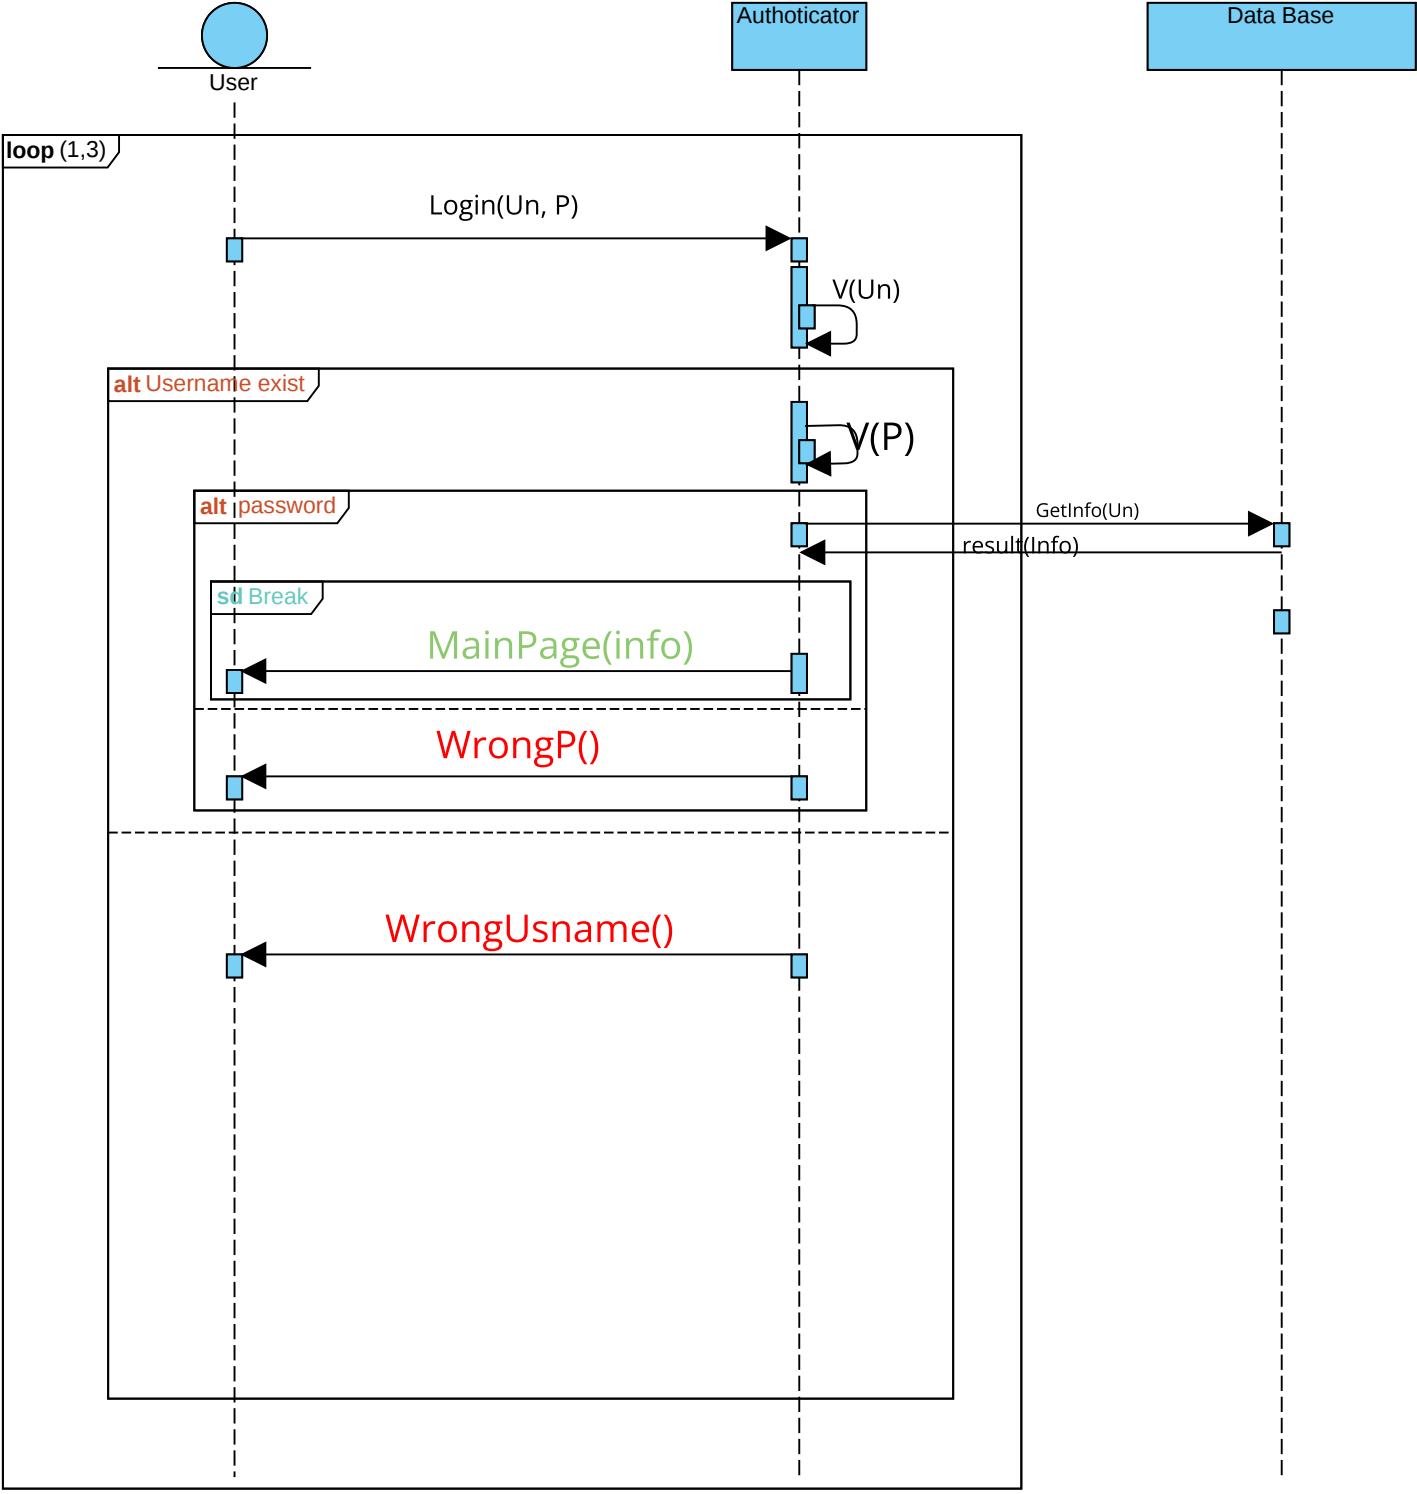 User
Authoticator
Data Base
loop (1,3)
Login(Un, P)
V(Un)
alt Username exist
V(P)
alt password
GetInfo(Un)
result(Info)
sd Break
MainPage(info)
WrongP()
WrongUsname()